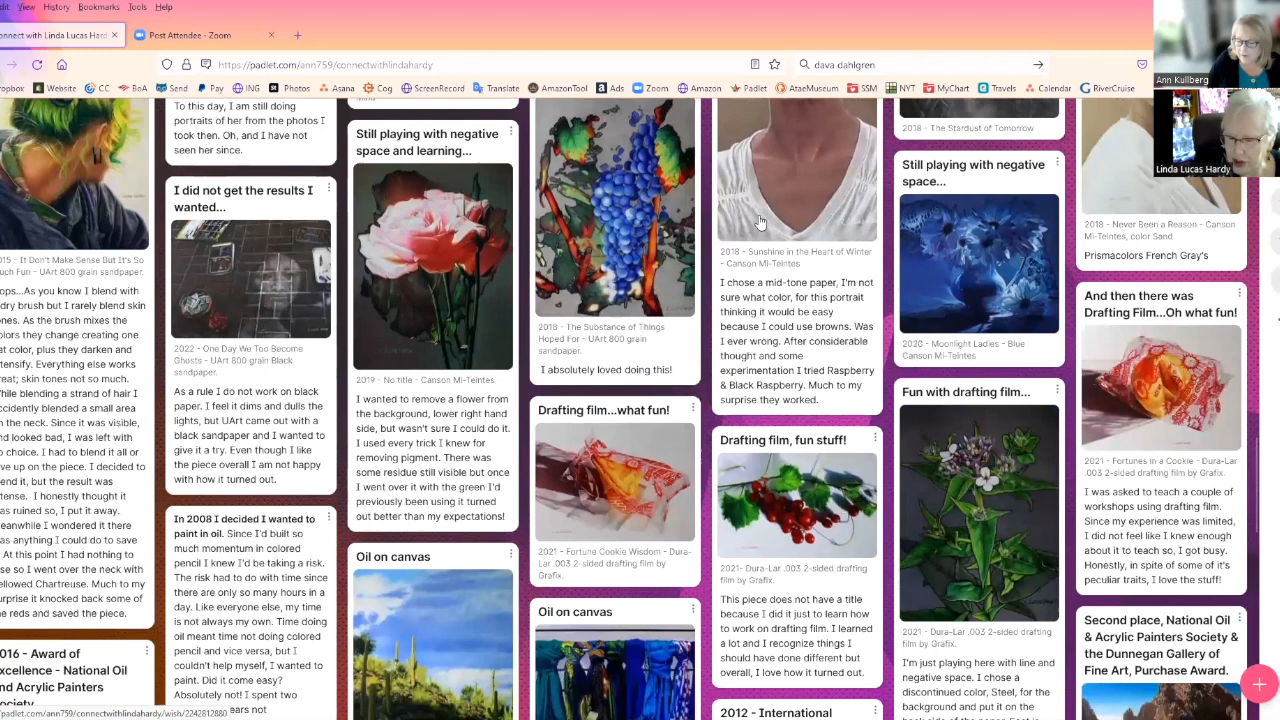 dit View History Bookmarks Tools Help
onnect with Linda Lucas Hard
Post Attendee - Zoom
https://padlet.com/ann759/connectwithlindahardy
dava dahlgren
ropbox Website CC BoA Send Pay ING Photos Asana Cog ScreenRecord Translate AmazonTool Ads Zoom Amazon Padlet AtaeMuseum SSM NYT MyChart Travels Calendar RiverCruise
Ann Kullberg
Linda Lucas Hardy
015 - It Don't Make Sense But It's So
uch Fun - UArt 800 grain
sandpaper.
ops...As you know I blend with
dry brush but I rarely blend skin
ones. As the brush mixes the
olors they change creating one
at color, plus they darken and
tensify. Everything else works
reat; skin tones not so much.
hile blending a strand of hair I
ccidently blended a small area
n the neck. Since it was visible,
nd looked bad, I was left with
o choice. I had to blend it all or
ve up on the piece. I decided to
end it, but the result was
tense. I honestly thought it
as ruined so, I put it away.
eanwhile I wondered it there
as anything I could do to save
At this point I had nothing to
se so I went over the neck with
ellowed Chartreuse. Much to my
urprise it knocked back some of
he reds and saved the piece.
016 - Award of
xcellence - National Oil
nd Acrylic Painters
ociety
padlet.com/ann759/connectwithlindahardy/wish/2242812880
To this day, I am still doing
portraits of her from the photos I
took then. Oh, and I have not
seen her since.
I did not get the results I
wanted...
2022 - One Day We Too Become
Ghosts - UArt 800 grain Black
sandpaper.
As a rule I do not work on black
paper. I feel it dims and dulls the
lights, but UArt came out with a
black sandpaper and I wanted to
give it a try. Even though I like
the piece overall I am not happy
with how it turned out.
In 2008 I decided I wanted to
paint in oil. Since I'd built so
much momentum in colored
pencil I knew I'd be taking a risk.
The risk had to do with time since
there are only so many hours in a
day. Like everyone else, my time
is not always my own. Time doing
oil meant time not doing colored
pencil and vice versa, but I
couldn't help myself, I wanted to
paint. Did it come easy?
Absolutely not! I spent two
ears not
Still playing with negative
space and learning...
2019 - No title - Canson Mi-Teintes
I wanted to remove a flower from
the background, lower right hand
side, but wasn't sure I could do it.
I used every trick I knew for
removing pigment. There was
some residue still visible but once
I went over it with the green I'd
previously been using it turned
out better than my expectations!
Oil on canvas
2018 - The Substance of Things
Hoped For - UArt 800 grain
sandpaper.
I absolutely loved doing this!
Drafting film...what fun!
2021 - Fortune Cookie Wisdom - Dura-
Lar .003 2-sided drafting film by
Grafix.
Oil on canvas
2018 - Sunshine in the Heart of Winter
- Canson Mi-Teintes
I chose a mid-tone paper, I'm not
sure what color, for this portrait
thinking it would be easy
because I could use browns. Was
I ever wrong. After considerable
thought and some
experimentation I tried Raspberry
& Black Raspberry. Much to my
surprise they worked.
Drafting film, fun stuff!
2021- Dura-Lar .003 2-sided drafting
film by Grafix.
This piece does not have a title
because I did it just to learn how
to work on drafting film. I learned
a lot and I recognize things I
should have done different but
overall, I love how it turned out.
2012 - International
2018 - The Stardust of Tomorrow
Still playing with negative
space...
2020 - Moonlight Ladies - Blue
Canson Mi-Teintes
Fun with drafting film...
2021 - Dura-Lar .003 2-sided drafting
film by Grafix.
I'm just playing here with line and
negative space. I chose a
discontinued color, Steel, for the
background and put it on the
2018 - Never Been a Reason - Canson
Mi-Teintes, color Sand
Prismacolors French Gray's
And then there was
Drafting Film...Oh what fun!
2021 - Fortunes in a Cookie - Dura-Lar
.003 2-sided drafting film by Grafix.
I was asked to teach a couple of
workshops using drafting film.
Since my experience was limited,
I did not feel like I knew enough
about it to teach so, I got busy.
Honestly, in spite of some of it's
peculiar traits, I love the stuff!
Second place, National Oil
& Acrylic Painters Society &
the Dunnegan Gallery of
Fine Art, Purchase Award.